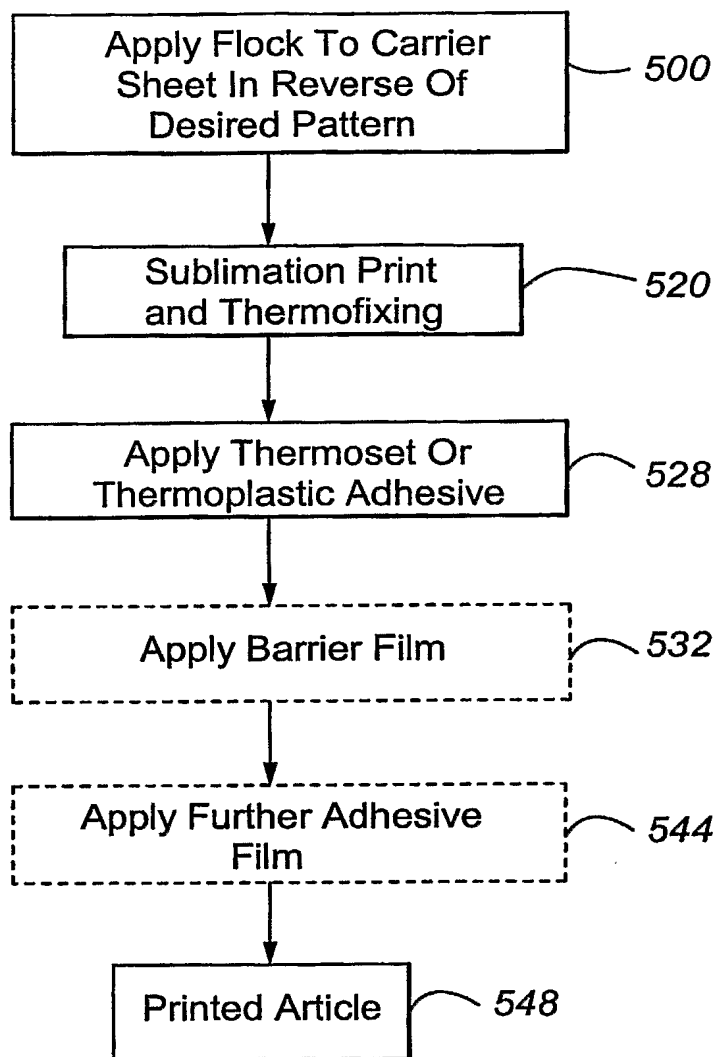 Apply Flock To Carrier
Sheet In Reverse Of
Desired Pattern
500
Sublimation Print
and Thermofixing
520
Apply Thermoset Or
Thermoplastic Adhesive
528
Apply Barrier Film
532
Apply Further Adhesive
Film
544
Printed Article
548